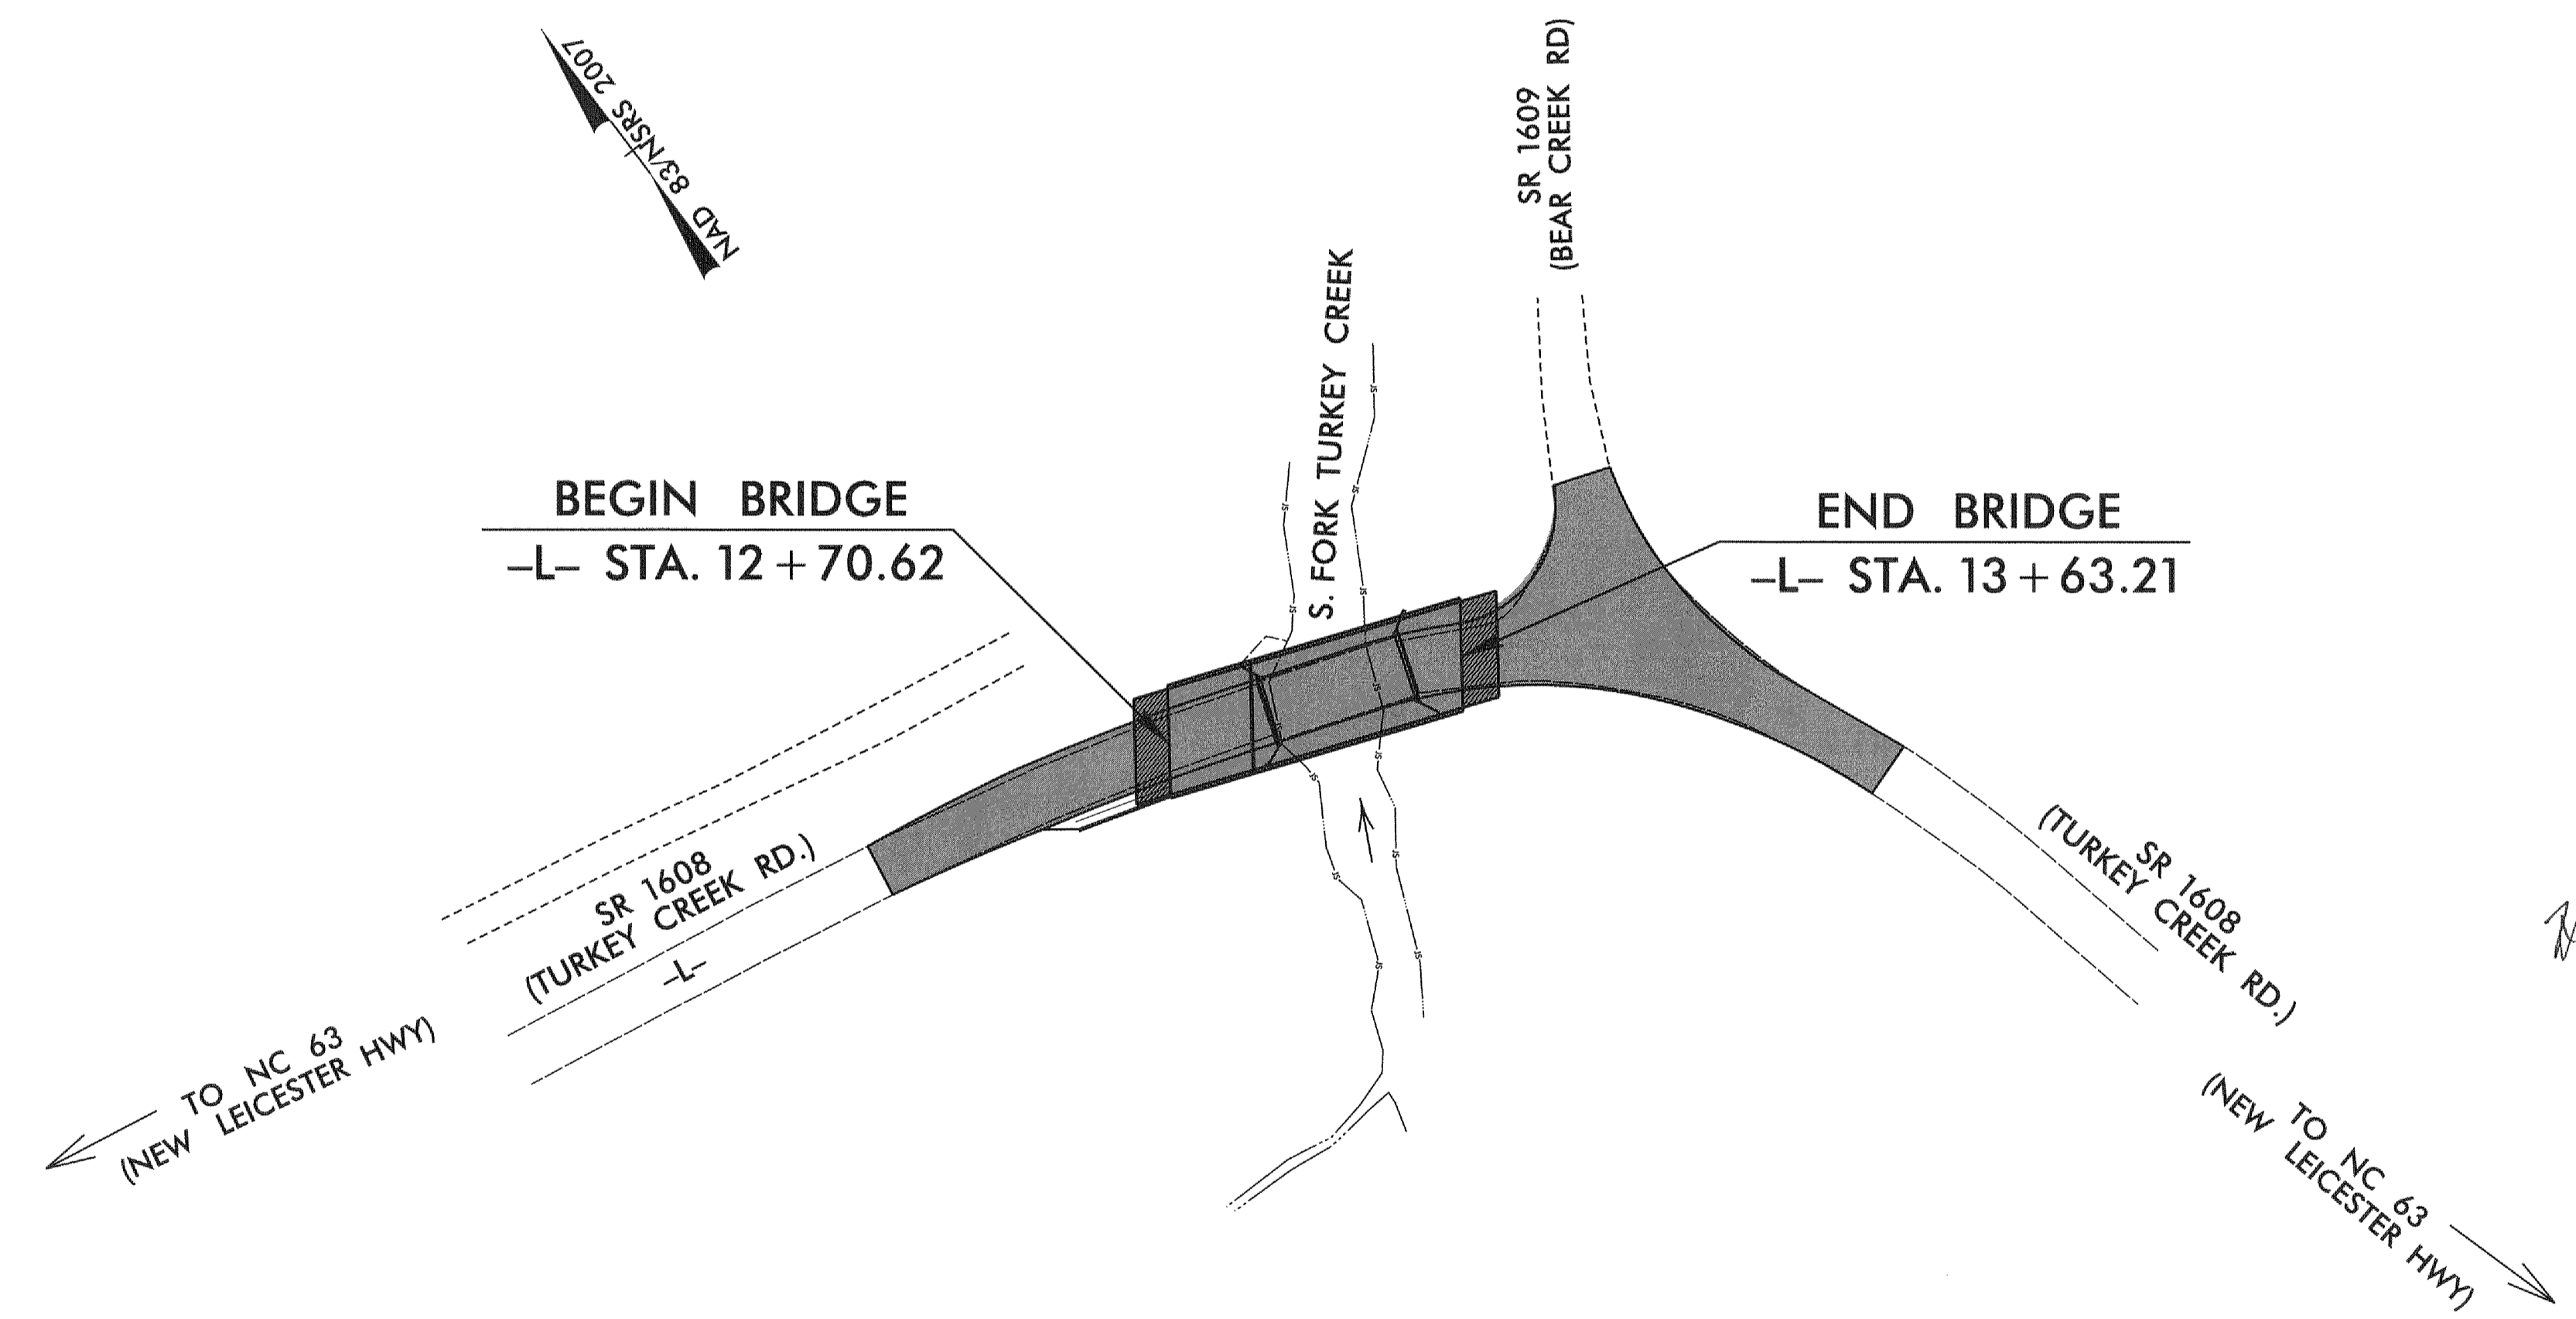 NAD 83/NSRS 2007
SR 1609
(BEAR CREEK RD)
S. FORK TURKEY CREEK
BEGIN BRIDGE
–L– STA. 12+70.62
END BRIDGE
–L– STA. 13+63.21
SR 1608
(TURKEY CREEK RD.)
–L–
TO NC 63
(NEW LEICESTER HWY)
SR 1608
(TURKEY CREEK RD.)
TO NC 63
(NEW LEICESTER HWY)